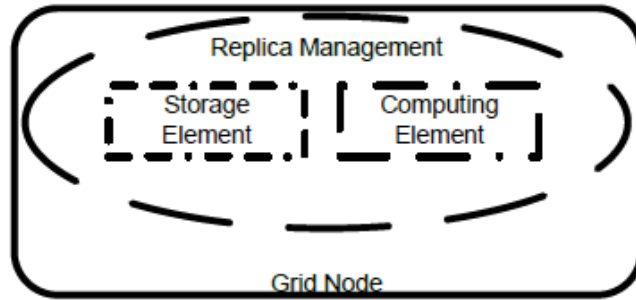 Replica Management
Storage
Element
Computing
Element
Grid Node